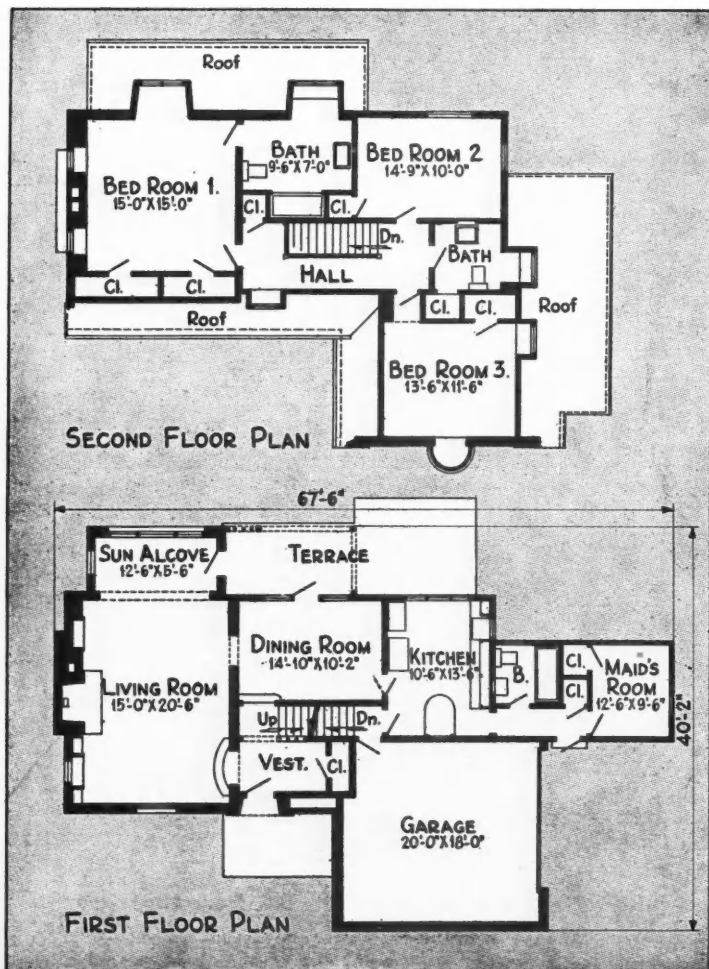 Roof
BATH
9'-6"X7'-0"
BED ROOM 2
14'-9"X10'-0"
BED ROOM 1.
15'-0"X15'-0"
Cl.
Cl.
Dn.
BATH
HALL
Cl.
Cl.
Cl.
Cl.
Roof
Roof
BED ROOM 3.
13'-6"X11'-6"
SECOND FLOOR PLAN
67'-6"
SUN ALCOVE
12'-6"X5'-6"
TERRACE
DINING ROOM
14'-10"X10'-2"
KITCHEN
10'-6"X13'-6"
LIVING ROOM
15'-0"X20'-6"
B.
Cl.
Cl.
MAID'S
ROOM
12'-6"X9'-6"
40'-2"
Up
Dn.
VEST.
Cl.
GARAGE
20'-0"X18'-0"
FIRST FLOOR PLAN